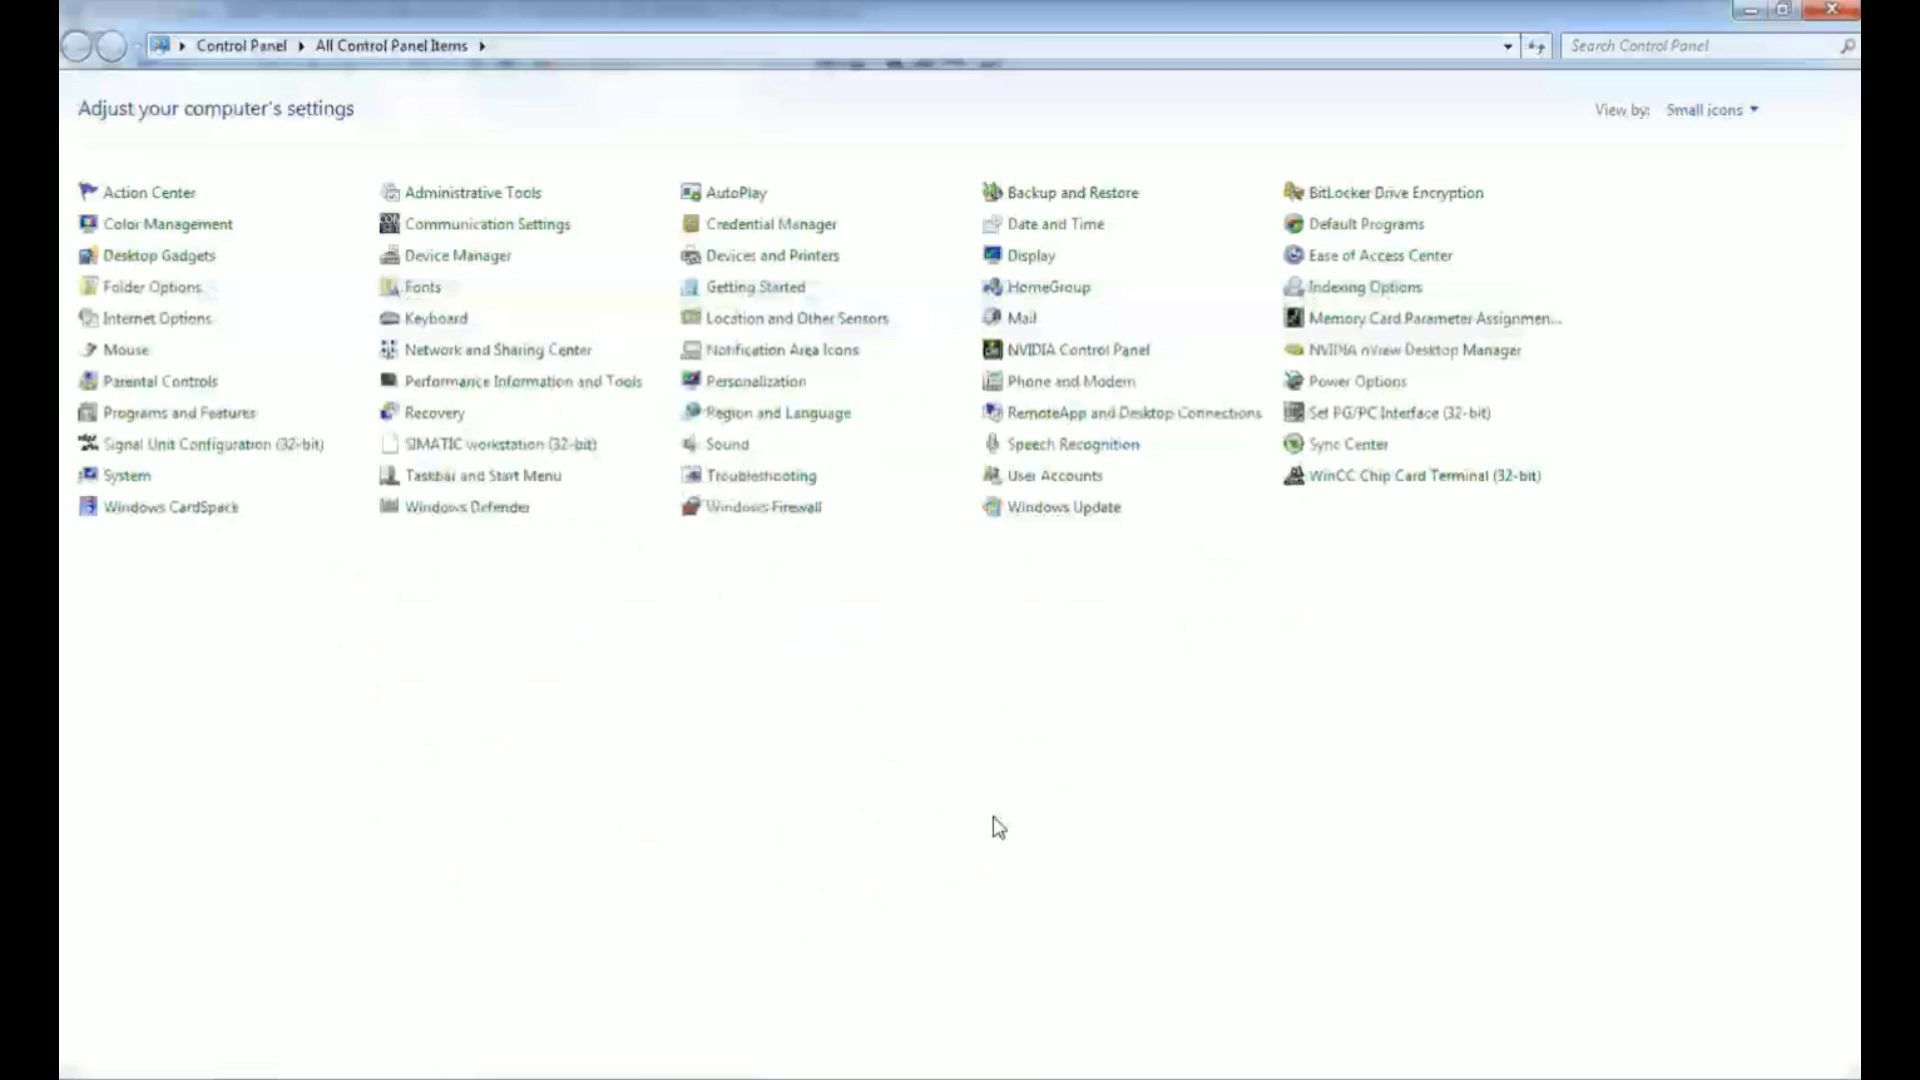 Control Panel
All Control Panel Items
Search Control Panel
Adjust your computer's settings
View by: Small icons
Action Center
Administrative Tools
AutoPlay
Backup and Restore
BitLocker Drive Encryption
Color Management
Communication Settings
Credential Manager
Date and Time
Default Programs
Desktop Gadgets
Device Manager
Devices and Printers
Display
Ease of Access Center
Folder Options
Fonts
Getting Started
HomeGroup
Indexing Options
Internet Options
Keyboard
Location and Other Sensors
Mail
Memory Card Parameter Assignmen...
Mouse
Network and Sharing Center
Notification Area Icons
NVIDIA Control Panel
NVIDIA nView Desktop Manager
Parental Controls
Performance Information and Tools
Personalization
Phone and Modem
Power Options
Programs and Features
Recovery
Region and Language
RemoteApp and Desktop Connections
Set PG/PC Interface (32-bit)
Signal Unit Configuration (32-bit)
SIMATIC workstation (32-bit)
Sound
Speech Recognition
Sync Center
System
Taskbar and Start Menu
Troubleshooting
User Accounts
WinCC Chip Card Terminal (32-bit)
Windows CardSpace
Windows Defender
Windows Firewall
Windows Update